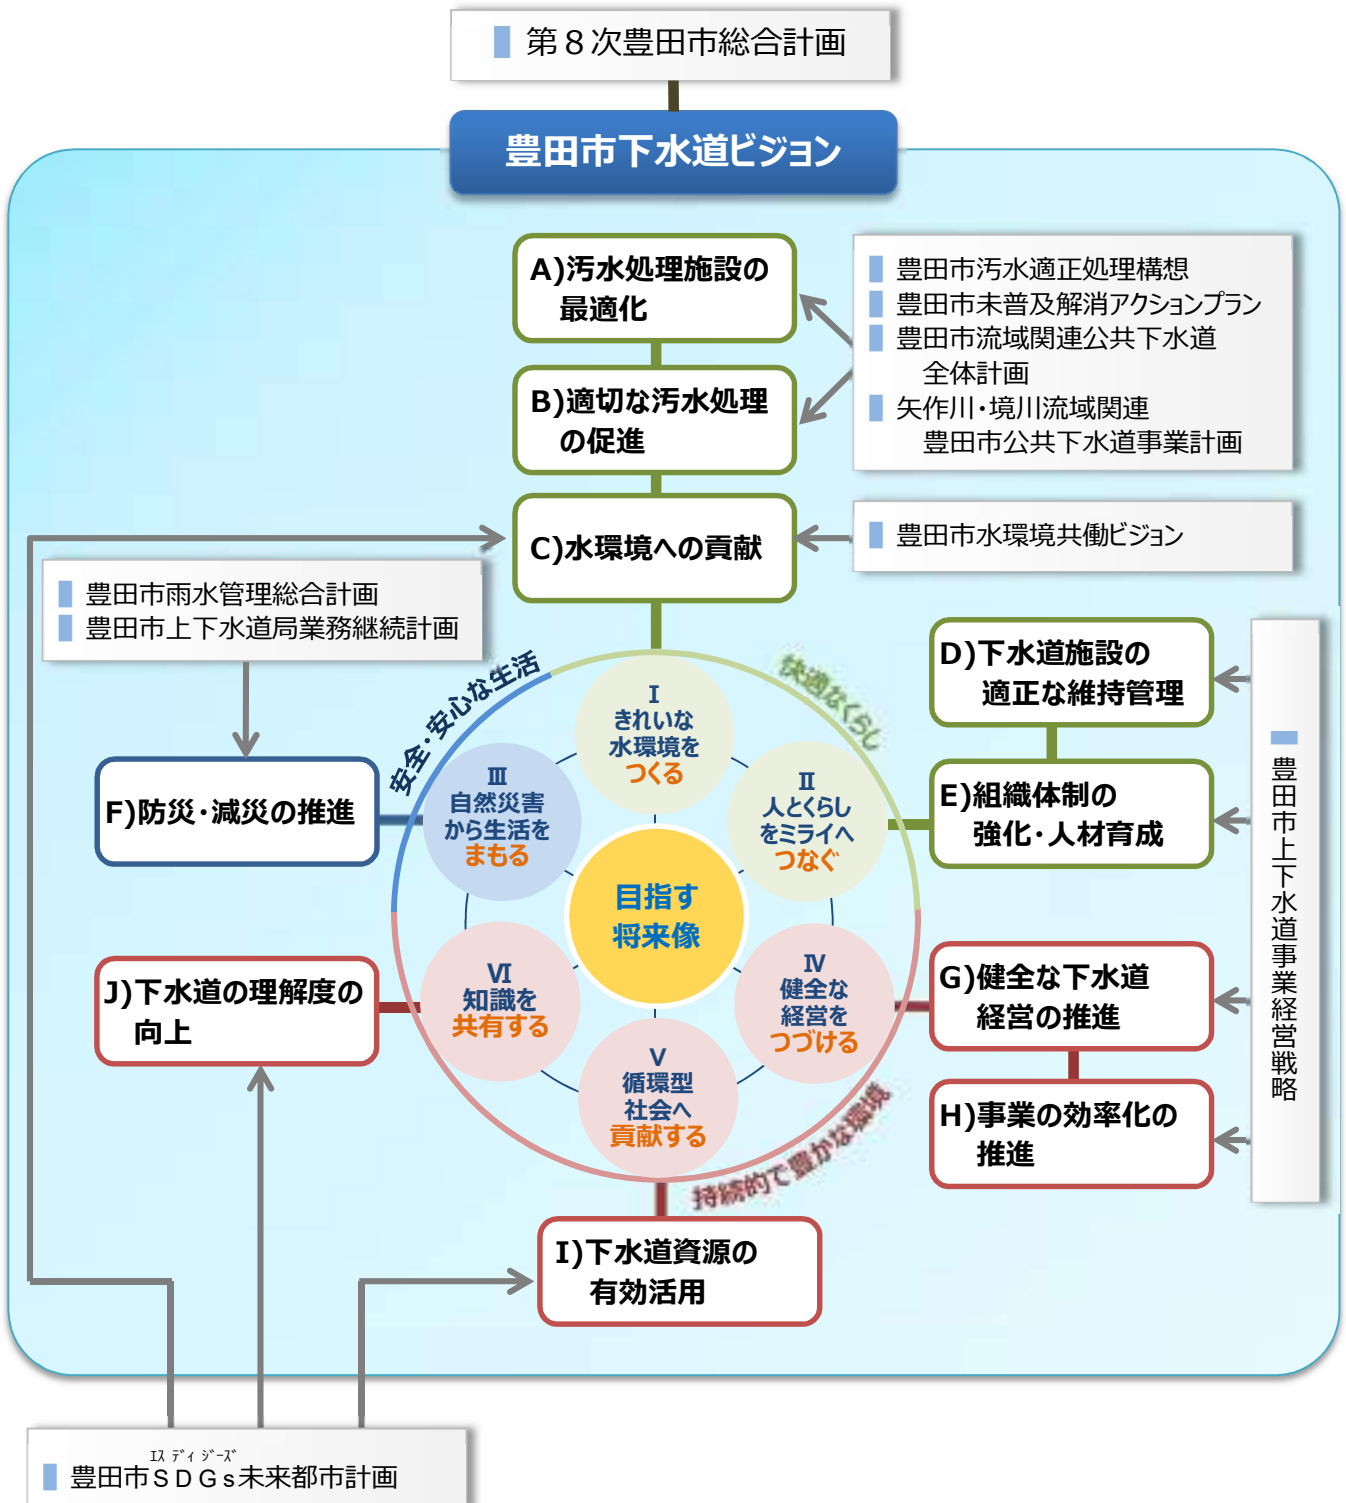 第８次豊田市総合計画
豊田市下水道ビジョン
A)汚水処理施設の
最適化
豊田市汚水適正処理構想
豊田市未普及解消アクションプラン
豊田市流域関連公共下水道
全体計画
矢作川・境川流域関連
豊田市公共下水道事業計画
B)適切な汚水処理
の促進
C)水環境への貢献
豊田市水環境共働ビジョン
豊田市雨水管理総合計画
豊田市上下水道局業務継続計画
D)下水道施設の
適正な維持管理
E)組織体制の
強化・人材育成
豊田市上下水道事業経営戦略
安全・安心な生活
快適なくらし
Ⅰ
きれいな
水環境を
つくる
Ⅱ
人とくらし
をミライへ
つなぐ
Ⅲ
自然災害
から生活を
まもる
F)防災・減災の推進
目指す
将来像
Ⅳ
健全な
経営を
つづける
Ⅴ
循環型
社会へ
貢献する
Ⅵ
知識を
共有する
持続的で豊かな環境
J)下水道の理解度の
向上
G)健全な下水道
経営の推進
H)事業の効率化の
推進
I)下水道資源の
有効活用
ｴｽ ﾃﾞｨ ｼﾞｰｽﾞ
豊田市ＳＤＧｓ未来都市計画